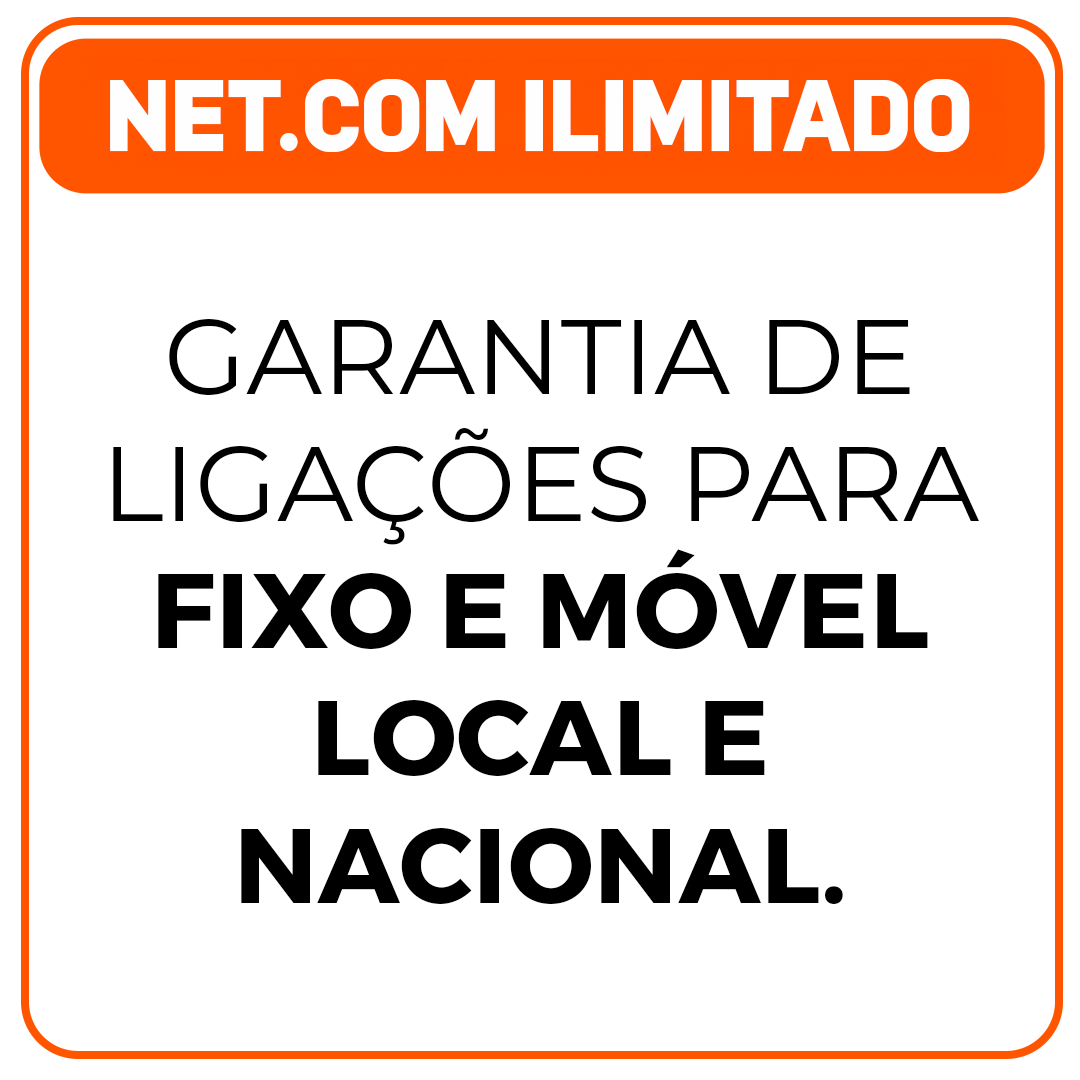 NET.COM ILIMITADO
GARANTIA DE
LIGAÇÕES PARA
FIXO E MÓVEL
LOCAL E
NACIONAL.